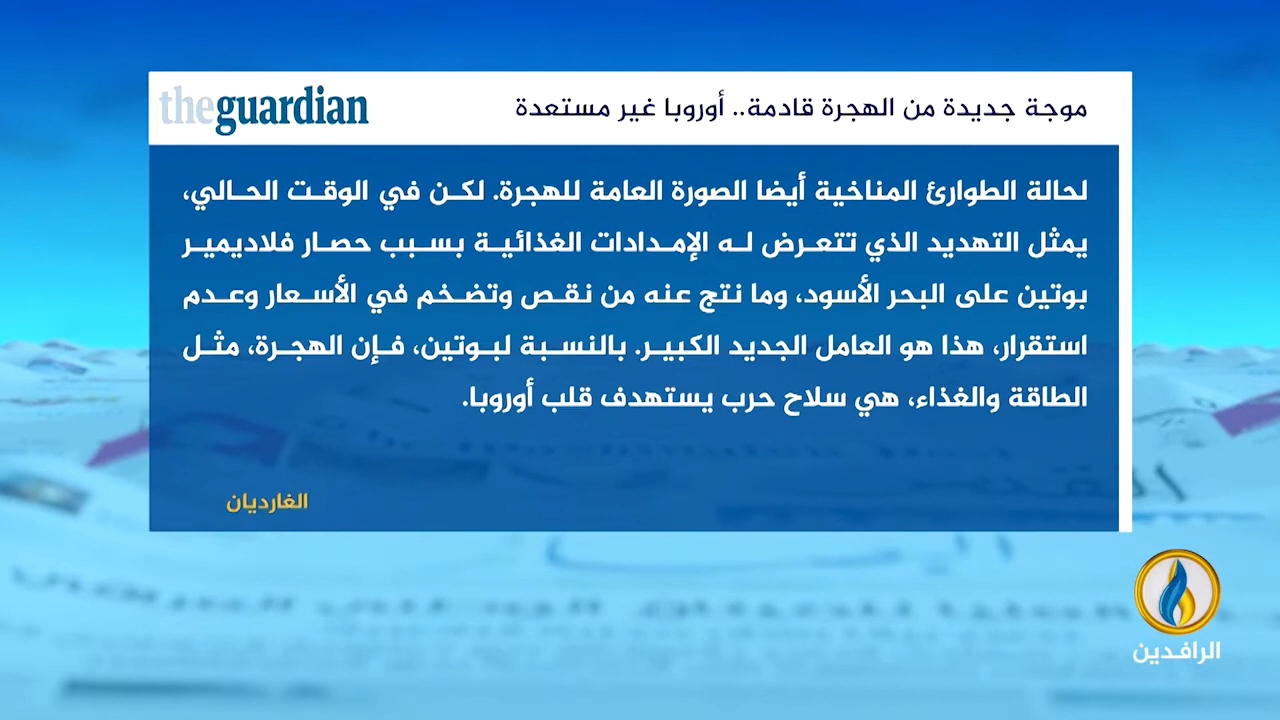 theguardian
موجة جديدة من الهجرة قادمة.. أوروبا غير مستعدة
لحالة الطوارئ المناخية أيضا الصورة العامة للهجرة. لكن في الوقت الحالي،
يمثل التهديد الذي تتعرض له الإمدادات الغذائية بسبب حصار فلاديمير
بوتين على البحر الأسود، وما نتج عنه من نقص وتضخم في الأسعار وعدم
استقرار، هذا هو العامل الجديد الكبير. بالنسبة لبوتين، فإن الهجرة، مثل
الطاقة والغذاء، هي سلاح حرب يستهدف قلب أوروبا.
الغارديان
الرافدين